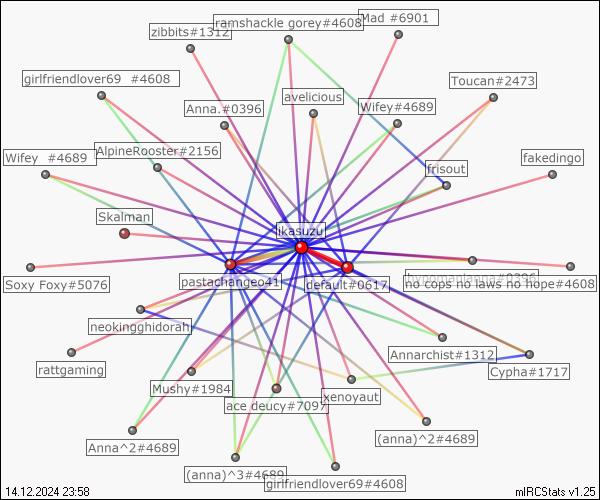 ramshackle gorey#4608
Mad #6901
zibbits#1312
girlfriendlover69 #4608
Toucan#2473
avelicious
Anna.#0396
Wifey#4689
Wifey #4689
AlpineRooster#2156
fakedingo
frisout
Skalman
ikasuzu
Soxy Foxy#5076
pastachangeo41
default#0617
no cops no laws no hope#4608
neokingghidorah
Annarchist#1312
rattgaming
Cypha#1717
Mushy#1984
ace deucy#7097
xenoyaut
Anna^2#4689
(anna)^2#4689
(anna)^3#4689
girlfriendlover69#4608
14.12.2024 23:58
mIRCStats v1.25